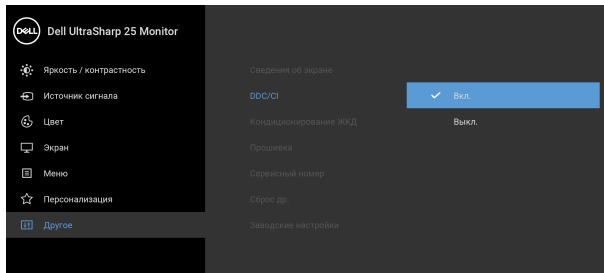 DELL Dell UltraSharp 25 Monitor
Яркость / контрастность
Источник сигнала
Цвет
Экран
Меню
Персонализация
Другое
Сведения об экране
DDC/CI
Кондиционирование ЖКД
Прошивка
Сервисный номер
Сброс др.
Заводские настройки
Вкл.
Выкл.